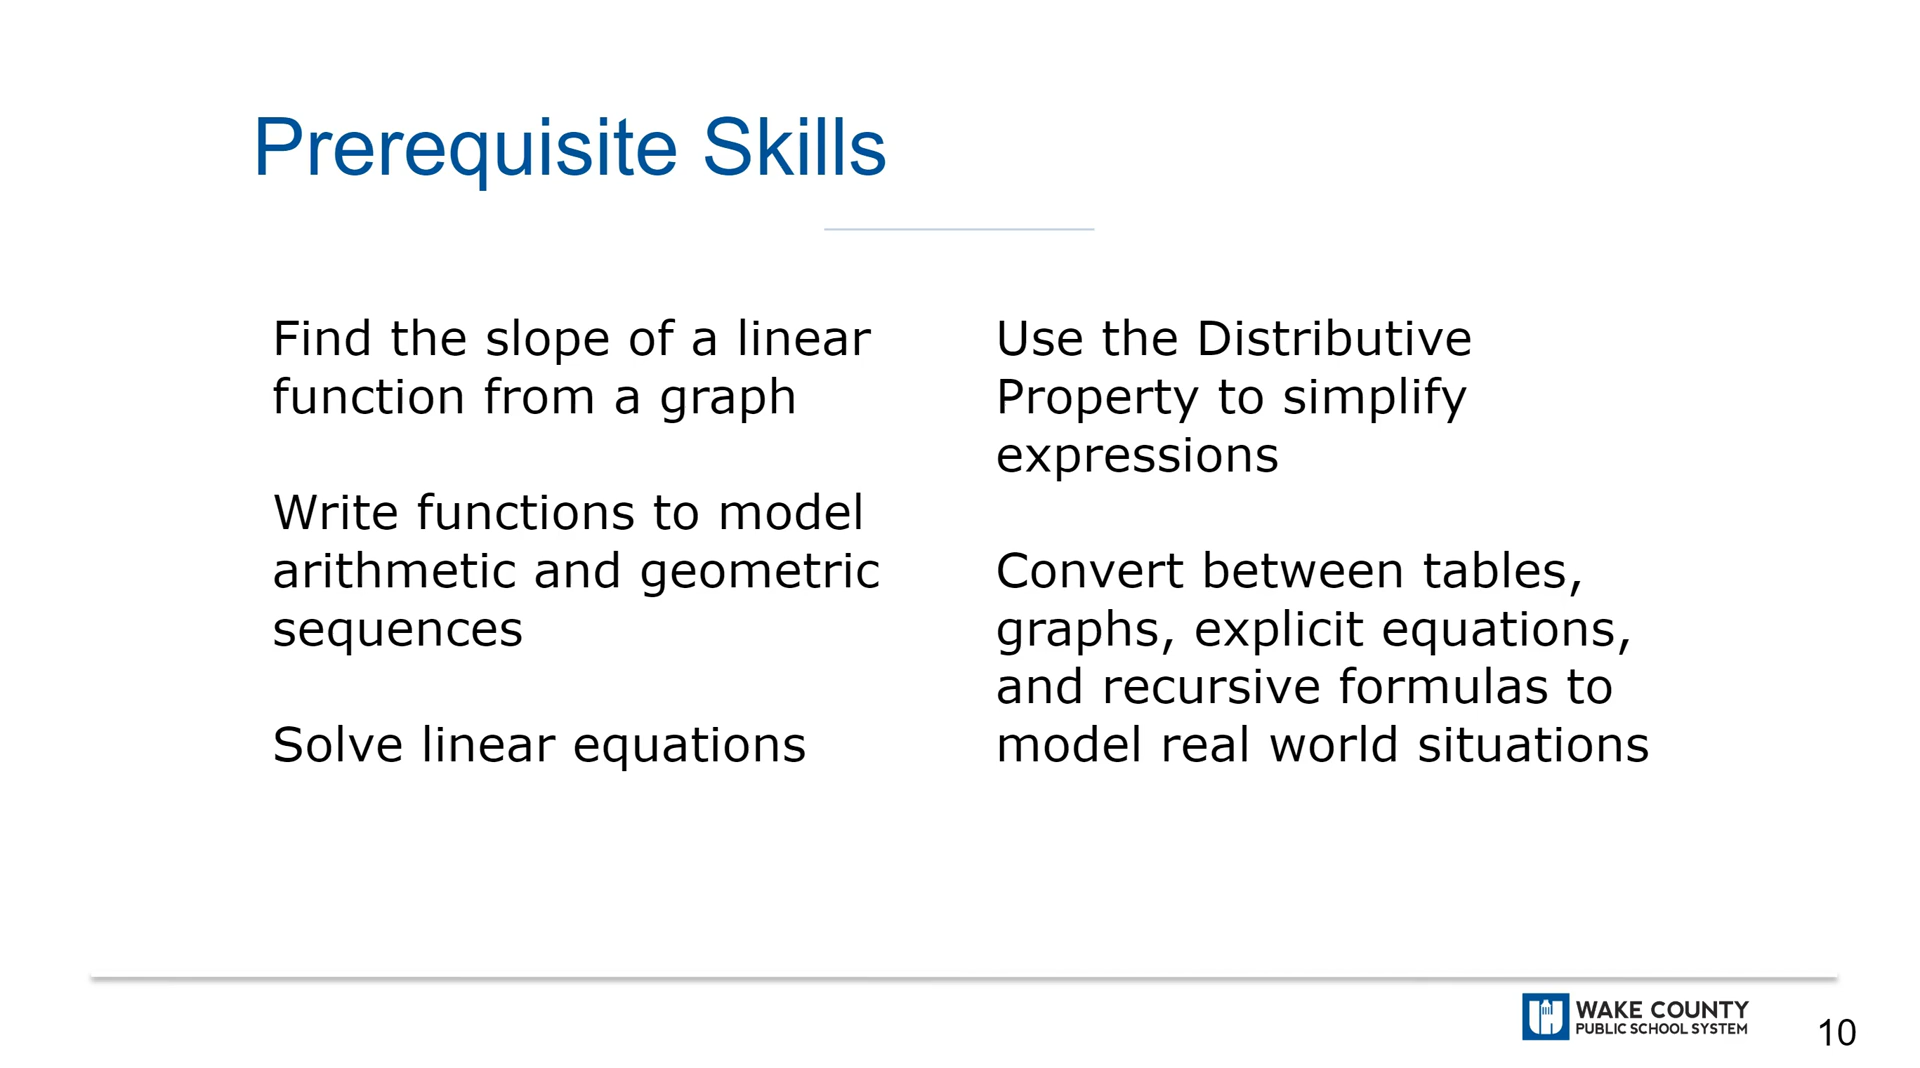 Prerequisite Skills
Find the slope of a linear
function from a graph
Write functions to model
arithmetic and geometric
sequences
Solve linear equations
Use the Distributive
Property to simplify
expressions
Convert between tables,
graphs, explicit equations,
and recursive formulas to
model real world situations
WAKE COUNTY
PUBLIC SCHOOL SYSTEM
10